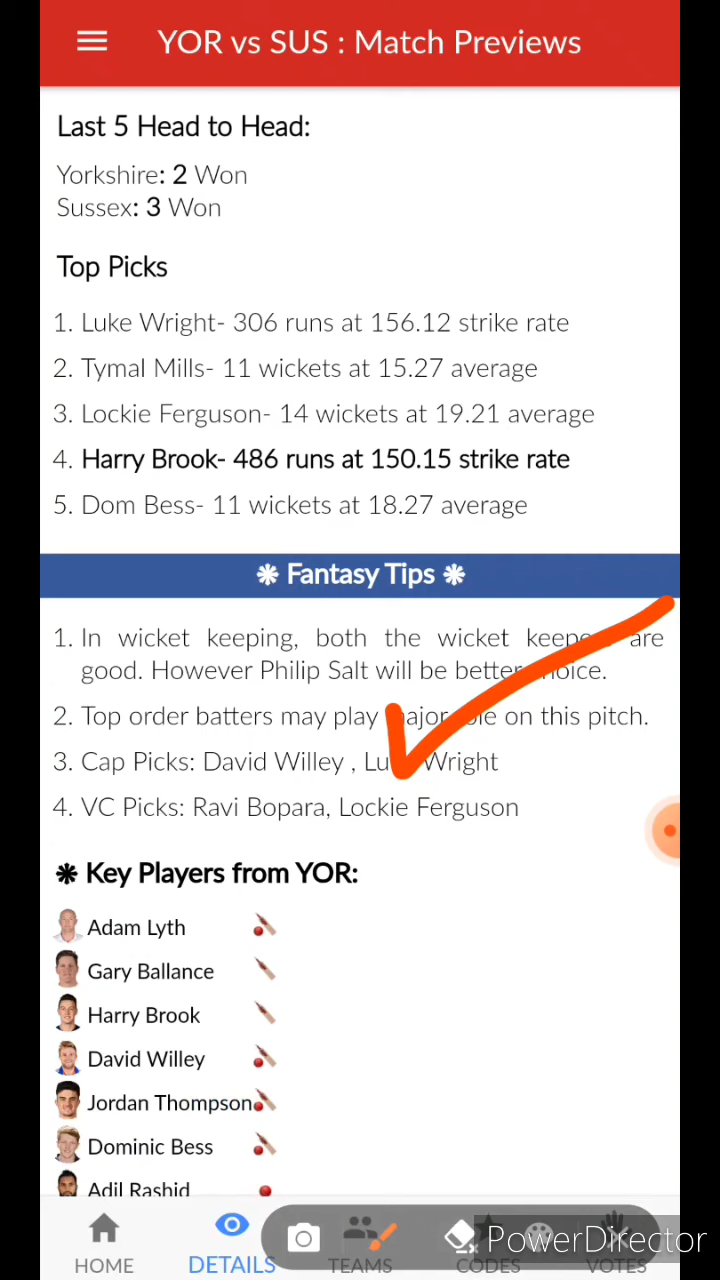 YOR vs SUS : Match Previews
Last 5 Head to Head:
Yorkshire: 2 Won
Sussex: 3 Won
Top Picks
1. Luke Wright- 306 runs at 156.12 strike rate
2. Tymal Mills- 11 wickets at 15.27 average
3. Lockie Ferguson- 14 wickets at 19.21 average
4. Harry Brook- 486 runs at 150.15 strike rate
5. Dom Bess- 11 wickets at 18.27 average
Fantasy Tips
1. In wicket keeping, both the wicket keepers are
good. However Philip Salt will be better choice.
2. Top order batters may play major role on this pitch.
3. Cap Picks: David Willey , Luke Wright
4. VC Picks: Ravi Bopara, Lockie Ferguson
Key Players from YOR:
Adam Lyth
Gary Ballance
Harry Brook
David Willey
Jordan Thompson
Dominic Bess
Adil Rashid
PowerDirector
HOME DETAILS TEAMS CODES VOTES